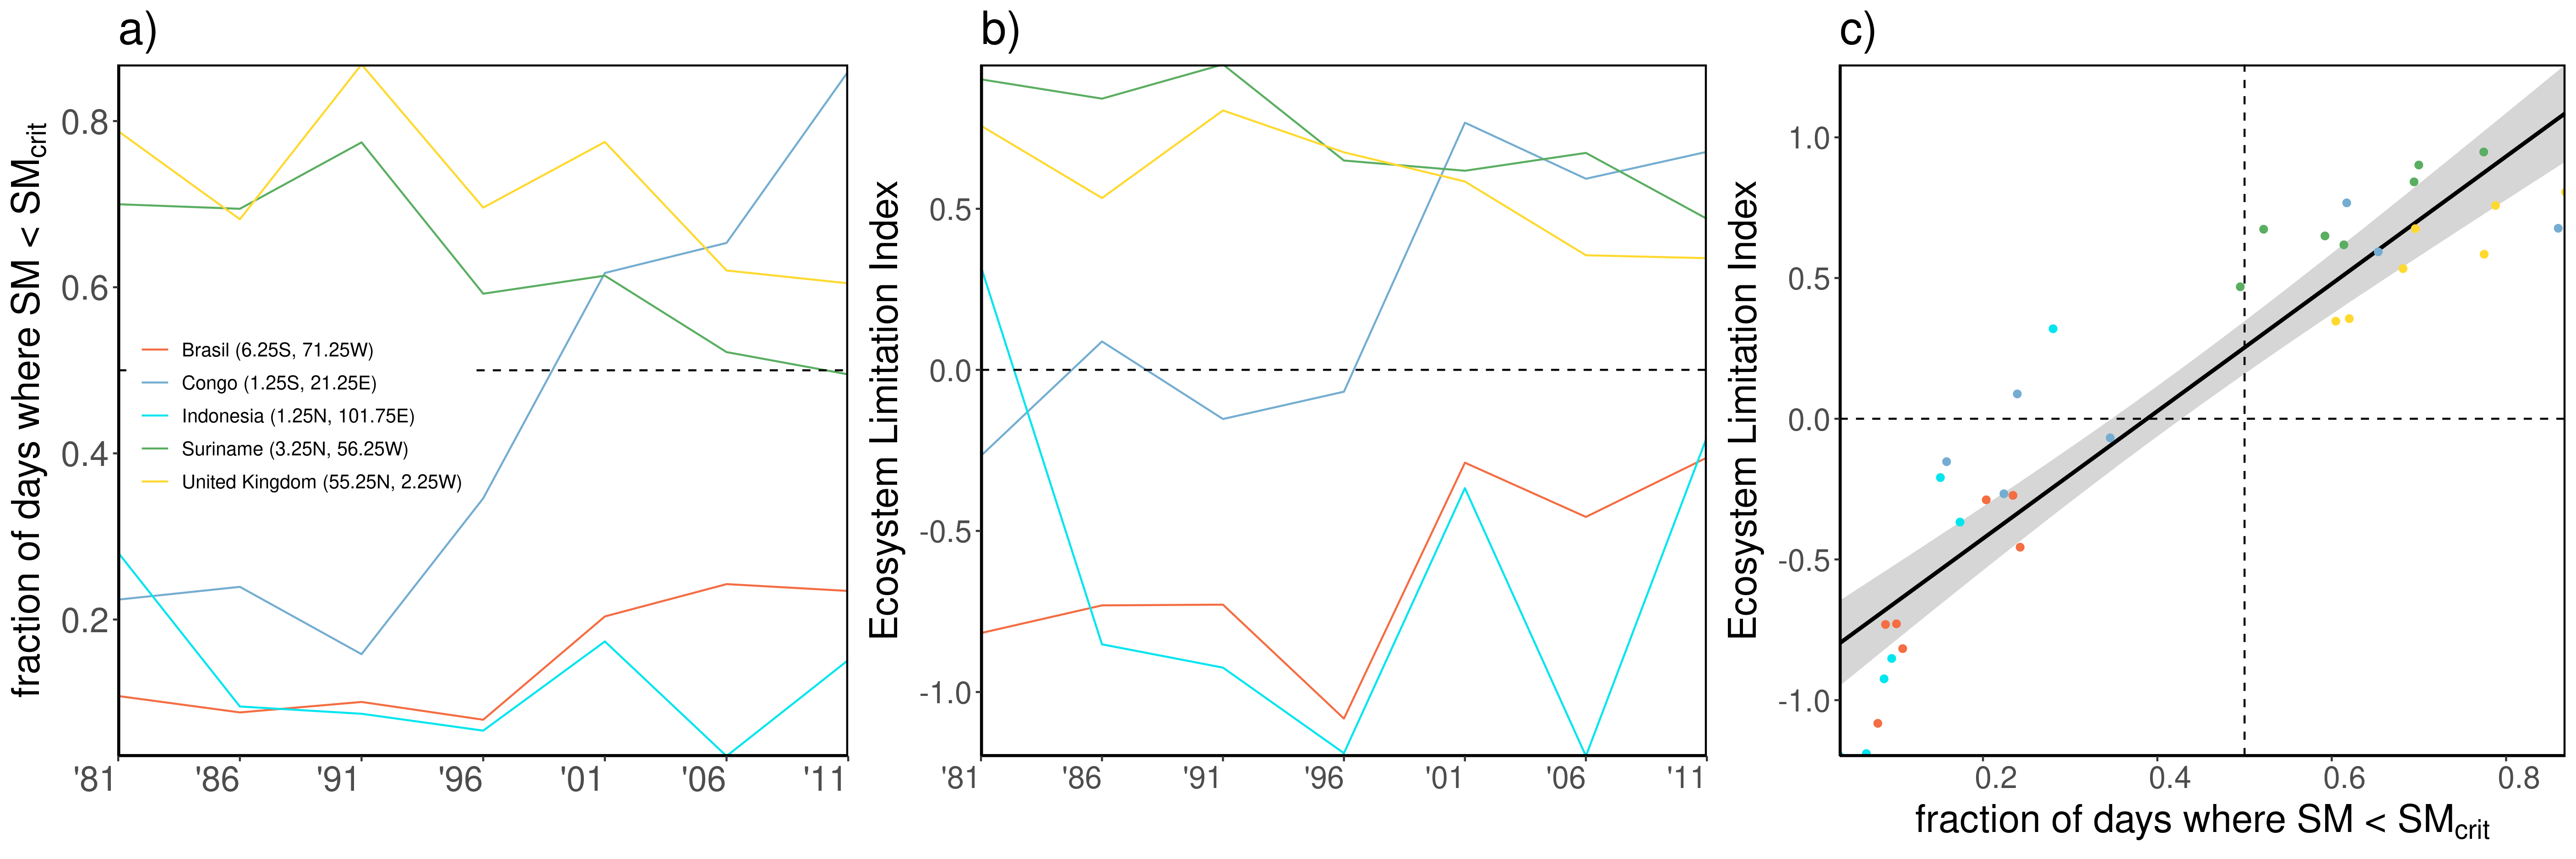 a)
fraction of days where SM < SMcrit
0.8
0.6
0.4
0.2
Brasil (6.25S, 71.25W)
Congo (1.25S, 21.25E)
Indonesia (1.25N, 101.75E)
Suriname (3.25N, 56.25W)
United Kingdom (55.25N, 2.25W)
'81 '86 '91 '96 '01 '06 '11
b)
Ecosystem Limitation Index
0.5
0.0
-0.5
-1.0
'81 '86 '91 '96 '01 '06 '11
c)
Ecosystem Limitation Index
1.0
0.5
0.0
-0.5
-1.0
0.2 0.4 0.6 0.8
fraction of days where SM < SMcrit